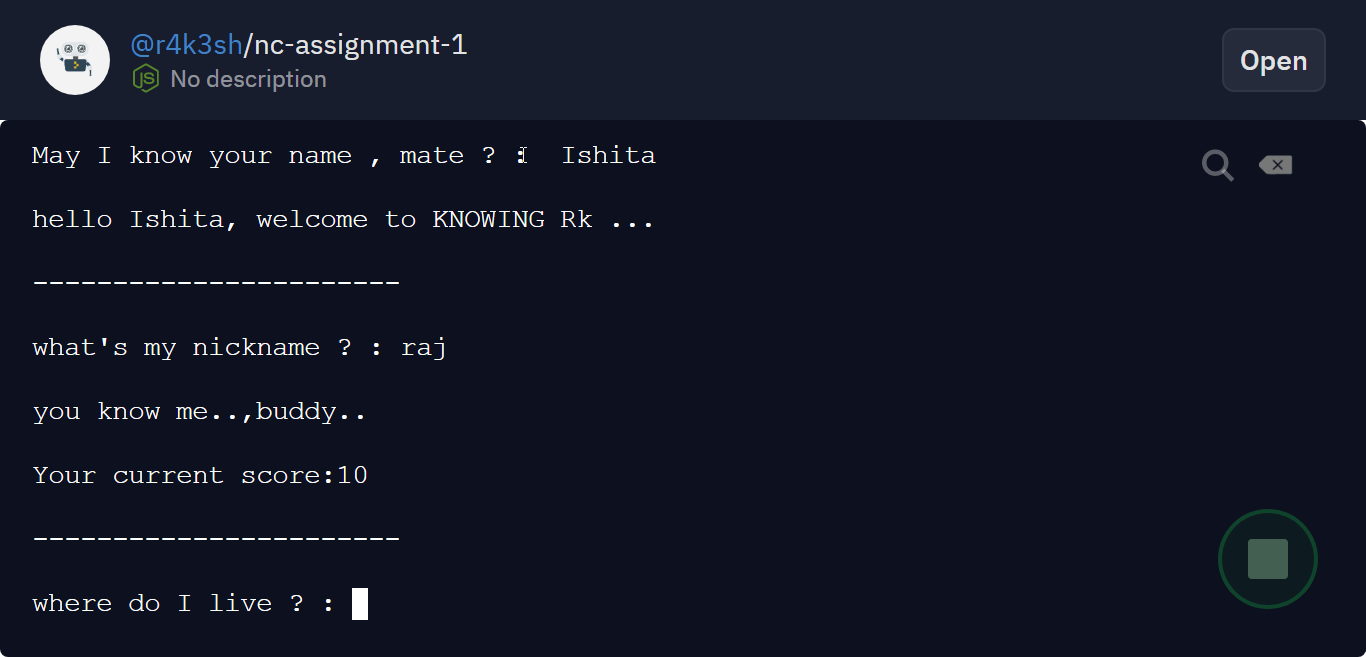 @r4k3sh/nc-assignment-1
JS No description
Open
May I know your name , mate ? :  Ishita
hello Ishita, welcome to KNOWING Rk ...
-----------------------
what's my nickname ? : raj
you know me..,buddy..
Your current score:10
-----------------------
where do I live ? :